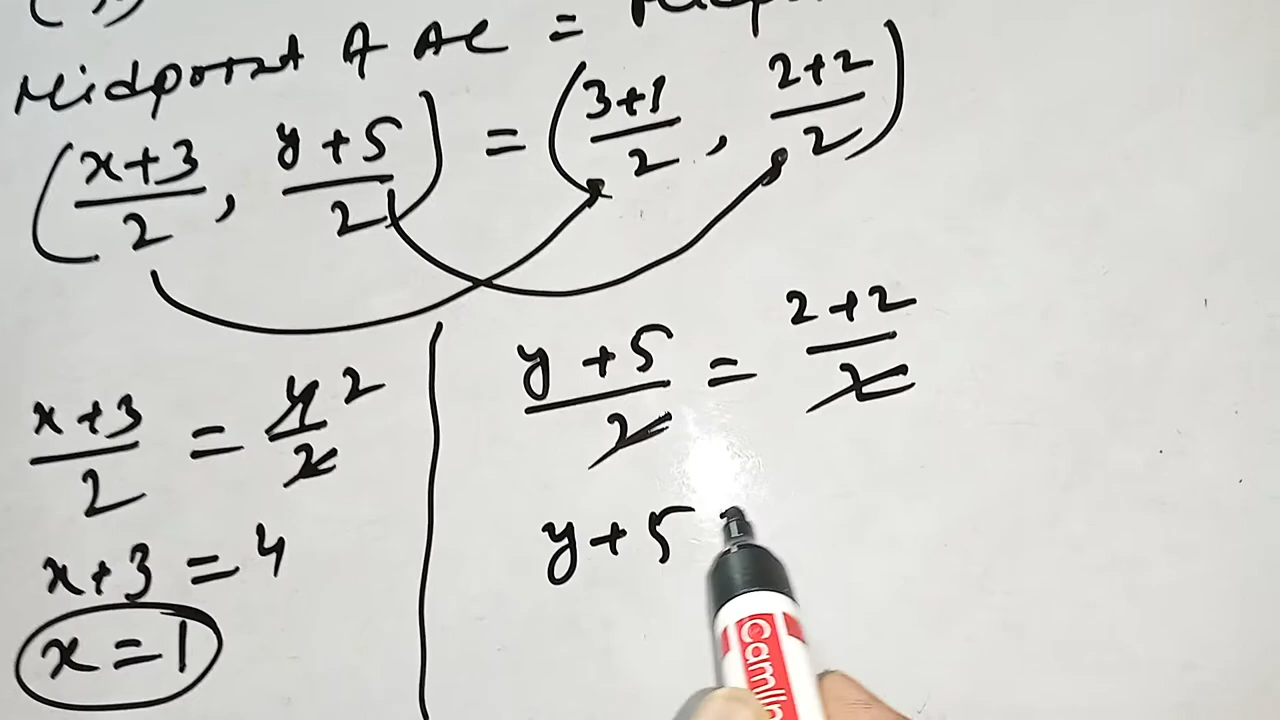 Midpoint of AC =
(x+3/2, y+5/2) = (3+1/2, 2+2/2)
x+3/2 = 4/2 2
x+3 = 4
x = 1
y+5/2 = 2+2/2
y+5
Camlin